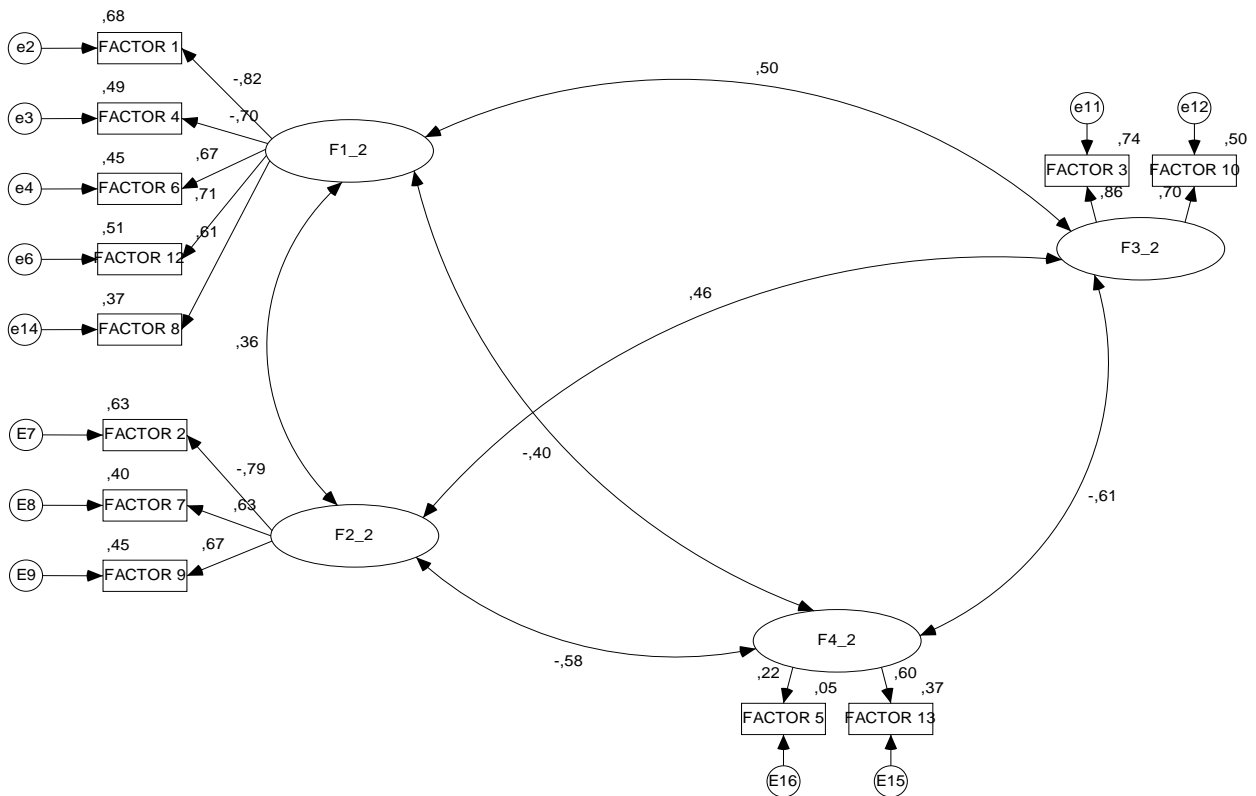 ,68
e2
FACTOR 1
-,82
,49
e3
FACTOR 4
-,70
,45
e4
FACTOR 6
,67
,51
e6
FACTOR 12
,71
,37
e14
FACTOR 8
,61
F1_2
,50
e11
e12
,74
,50
FACTOR 3
FACTOR 10
,86
,70
F3_2
,46
,36
-,40
-,61
,63
E7
FACTOR 2
-,79
,40
E8
FACTOR 7
,63
,45
E9
FACTOR 9
,67
F2_2
-,58
F4_2
,22
,05
,60
,37
FACTOR 5
FACTOR 13
E16
E15